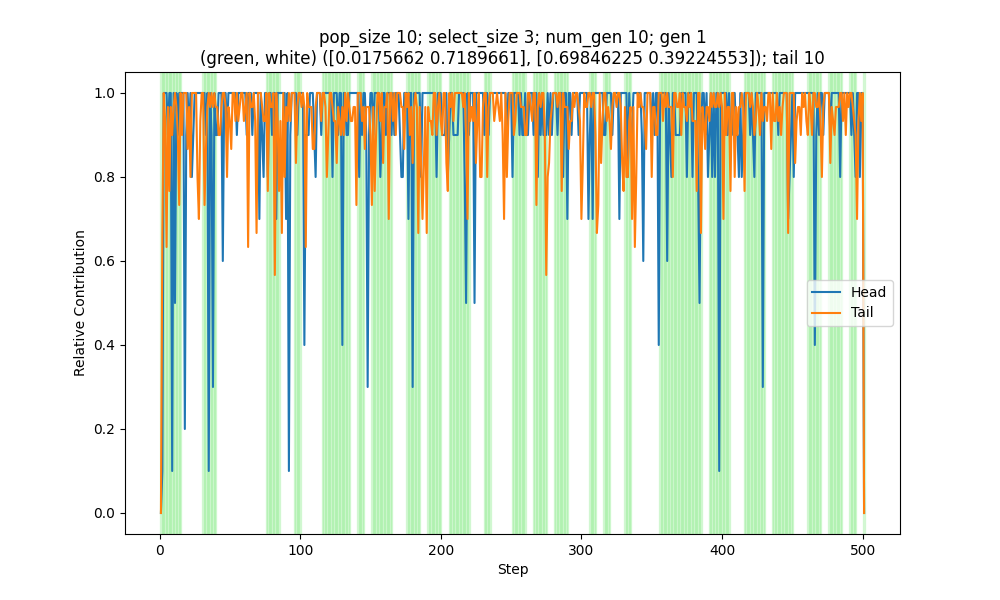 pop_size 10; select_size 3; num_gen 10; gen 1
(green, white) ([0.0175662 0.7189661], [0.69846225 0.39224553]); tail 10
1.0
0.8
0.6
0.4
0.2
0.0
Relative Contribution
Head
Tail
0 100 200 300 400 500
Step